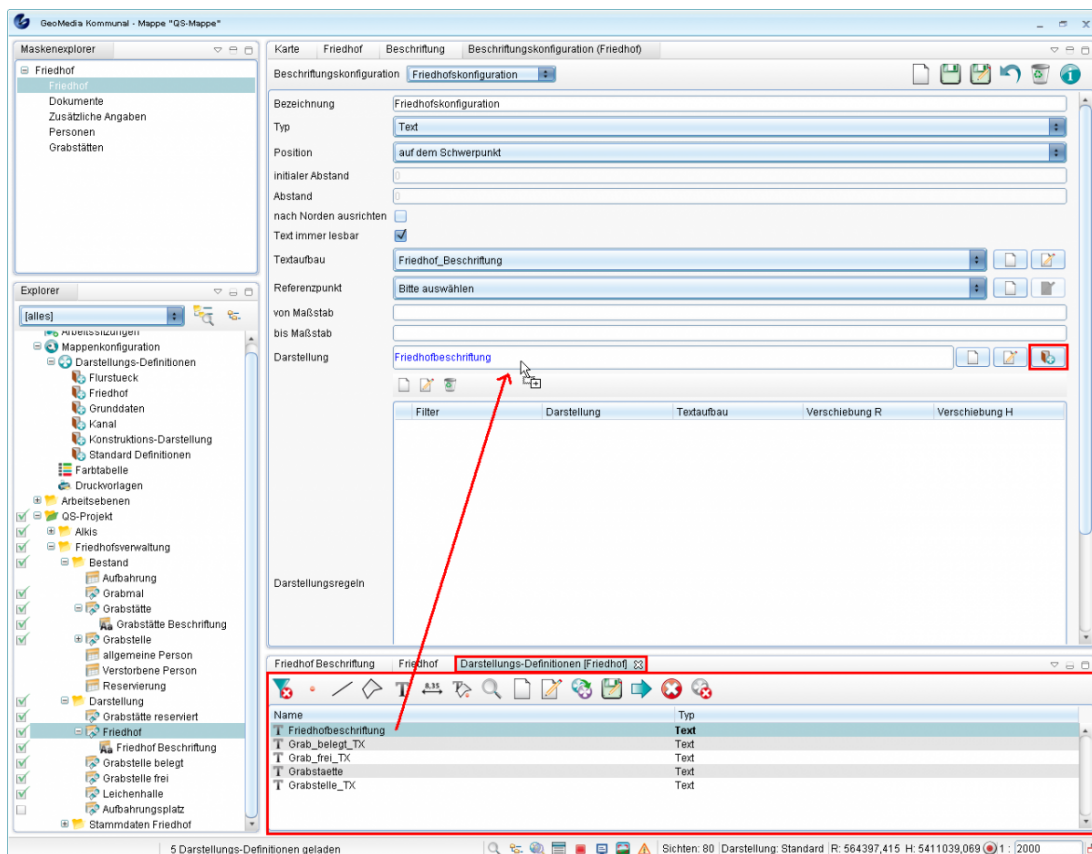 GeoMedia Kommunal - Mappe "QS-Mappe"
Maskenexplorer
Friedhof
Friedhof
Dokumente
Zusätzliche Angaben
Personen
Grabstätten
Explorer
[alles]
Arbeitssitzungen
Mappenkonfiguration
Darstellungs-Definitionen
Flurstueck
Friedhof
Grunddaten
Kanal
Konstruktions-Darstellung
Standard Definitionen
Farbtabelle
Druckvorlagen
Arbeitsebenen
QS-Projekt
Alkis
Friedhofsverwaltung
Bestand
Aufbahrung
Grabmal
Grabstätte
Grabstätte Beschriftung
Grabstelle
allgemeine Person
Verstorbene Person
Reservierung
Darstellung
Grabstätte reserviert
Friedhof
Friedhof Beschriftung
Grabstelle belegt
Grabstelle frei
Leichenhalle
Aufbahrungsplatz
Stammdaten Friedhof
Karte Friedhof Beschriftung Beschriftungskonfiguration (Friedhof)
Beschriftungskonfiguration Friedhofskonfiguration
Bezeichnung Friedhofskonfiguration
Typ Text
Position auf dem Schwerpunkt
initialer Abstand 0
Abstand 0
nach Norden ausrichten
Text immer lesbar
Textaufbau Friedhof_Beschriftung
Referenzpunkt Bitte auswählen
von Maßstab
bis Maßstab
Darstellung Friedhofbeschriftung
Filter Darstellung Textaufbau Verschiebung R Verschiebung H
Darstellungsregeln
Friedhof Beschriftung Friedhof Darstellungs-Definitionen [Friedhof]
T 8,35 T
Name Typ
T Friedhofbeschriftung Text
T Grab_belegt_TX Text
T Grab_frei_TX Text
T Grabstaette Text
T Grabstelle_TX Text
5 Darstellungs-Definitionen geladen Sichten: 80 Darstellung: Standard R: 564397,415 H: 5411039,069 1 : 2000